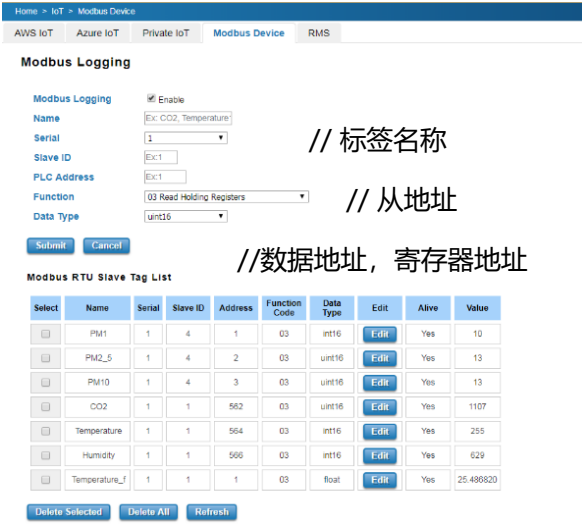 Home > IoT > Modbus Device
AWS IoT Azure IoT Private IoT Modbus Device RMS
Modbus Logging
Modbus Logging Enable
Name Ex: CO2, Temperature
// 标签名称
Serial 1
Slave ID Ex:1
// 从地址
PLC Address Ex:1
Function 03 Read Holding Registers
Data Type uint16
//数据地址，寄存器地址
Submit Cancel
Modbus RTU Slave Tag List
Select Name Serial Slave ID Address Function Code Data Type Edit Alive Value
PM1 1 4 1 03 int16 Edit Yes 10
PM2_5 1 4 2 03 uint16 Edit Yes 13
PM10 1 4 3 03 uint16 Edit Yes 13
CO2 1 1 562 03 uint16 Edit Yes 1107
Temperature 1 1 564 03 int16 Edit Yes 255
Humidity 1 1 566 03 int16 Edit Yes 629
Temperature_f 1 1 1 03 float Edit Yes 25.486820
Delete Selected Delete All Refresh